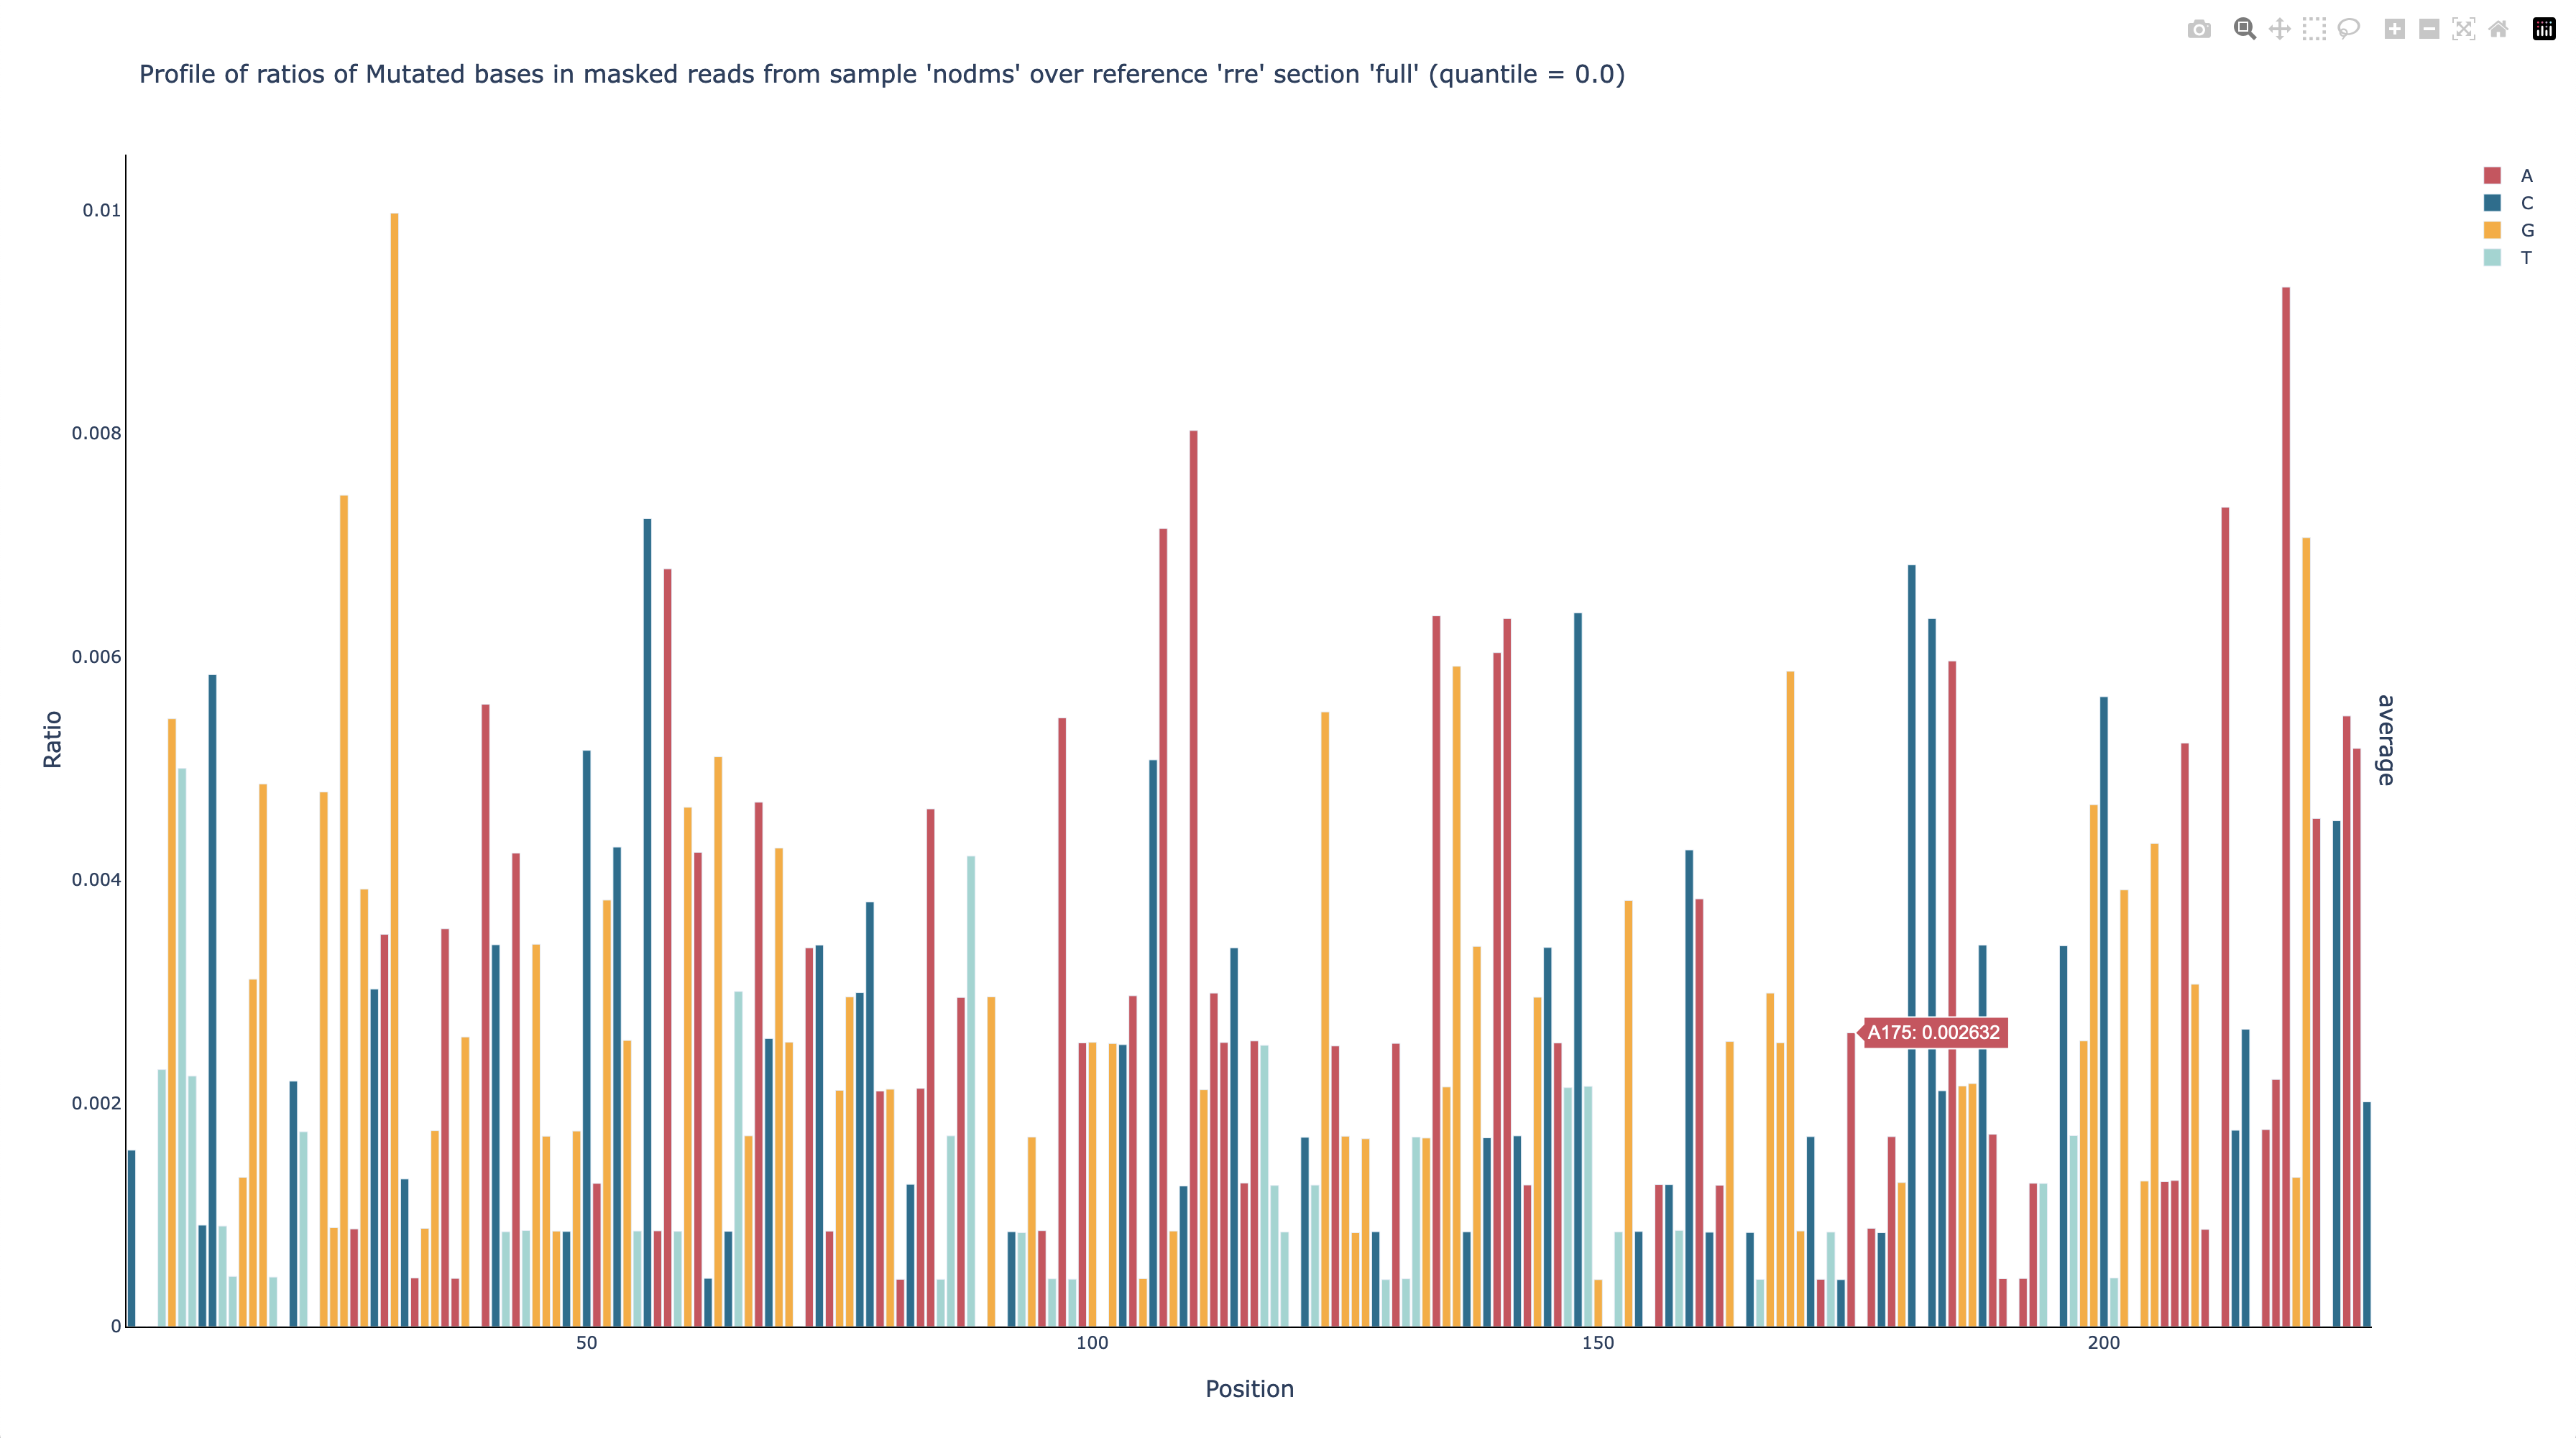 Profile of ratios of Mutated bases in masked reads from sample 'nodms' over reference 'rre' section 'full' (quantile = 0.0)
A
C
G
T
0.01
0.008
0.006
0.004
0.002
0
Ratio
average
A175: 0.002632
50
100
150
200
Position